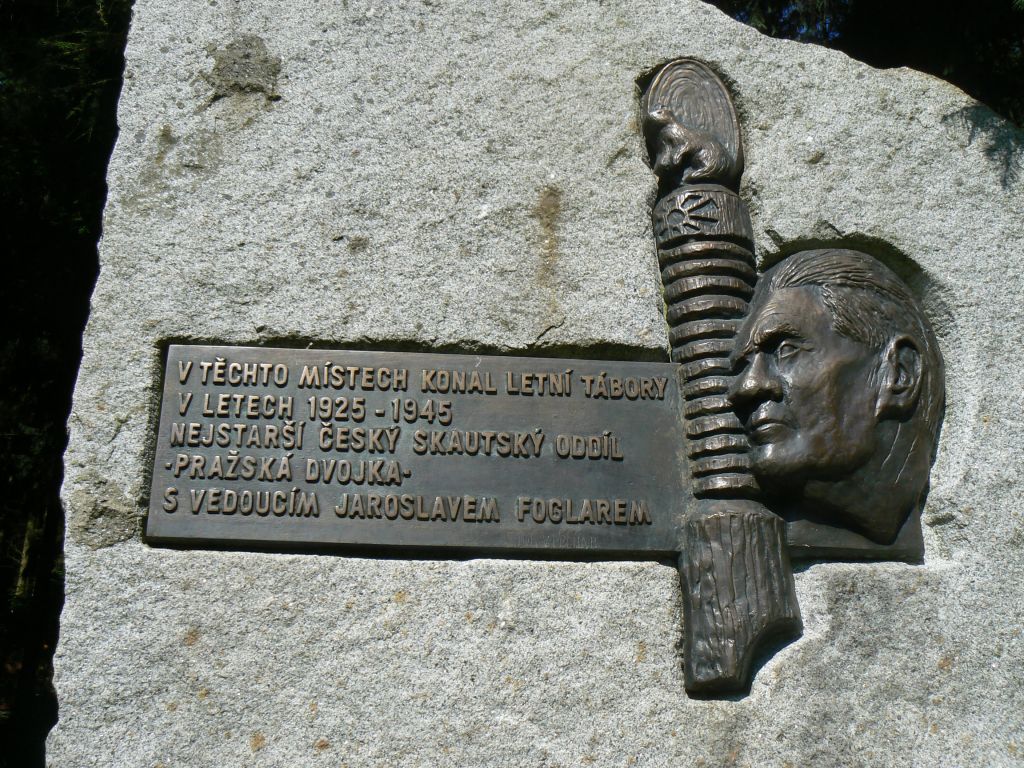 V TĚCHTO MÍSTECH KONAL LETNÍ TÁBORY
V LETECH 1925 - 1945
NEJSTARŠÍ ČESKÝ SKAUTSKÝ ODDÍL
-PRAŽSKÁ DVOJKA-
S VEDOUCÍM JAROSLAVEM FOGLAREM